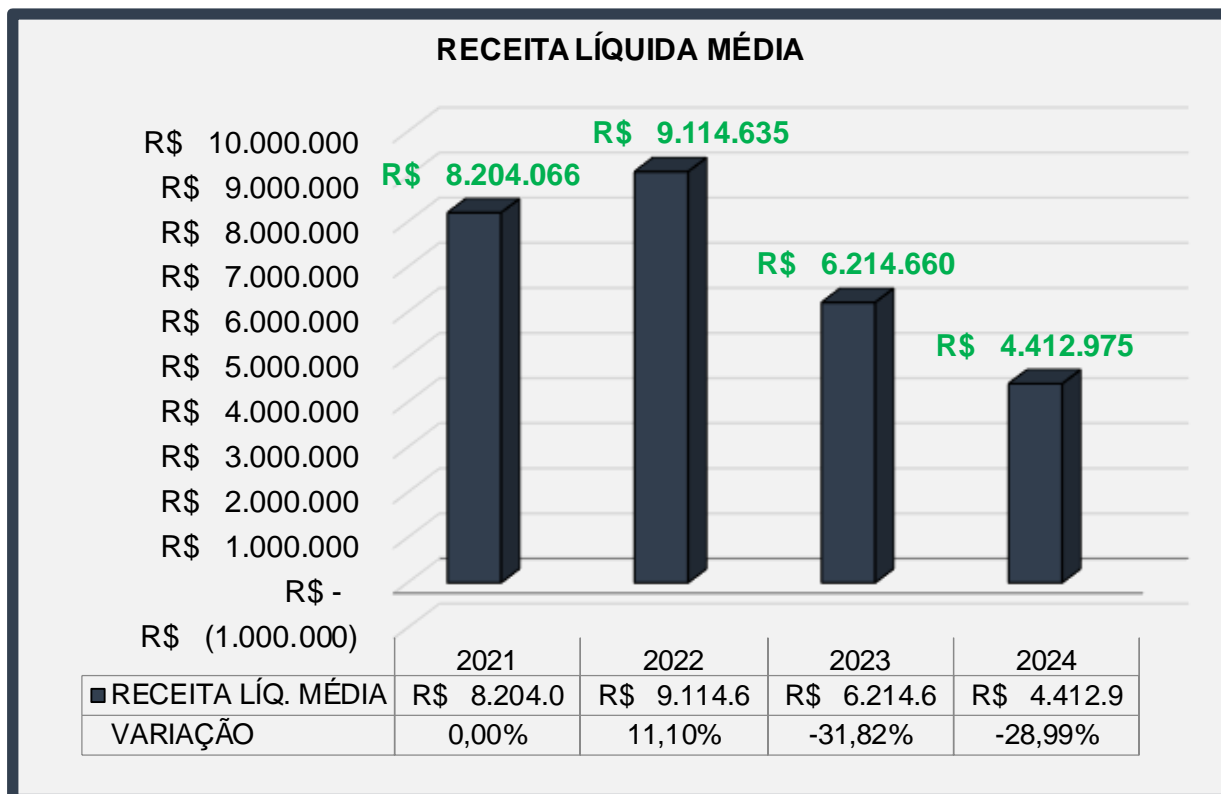 RECEITA LÍQUIDA MÉDIA
R$ 10.000.000
R$ 9.000.000
R$ 8.000.000
R$ 7.000.000
R$ 6.000.000
R$ 5.000.000
R$ 4.000.000
R$ 3.000.000
R$ 2.000.000
R$ 1.000.000
R$ -
R$ (1.000.000)
R$ 8.204.066
R$ 9.114.635
R$ 6.214.660
R$ 4.412.975
2021 2022 2023 2024
RECEITA LÍQ. MÉDIA R$ 8.204.0 R$ 9.114.6 R$ 6.214.6 R$ 4.412.9
VARIAÇÃO 0,00% 11,10% -31,82% -28,99%